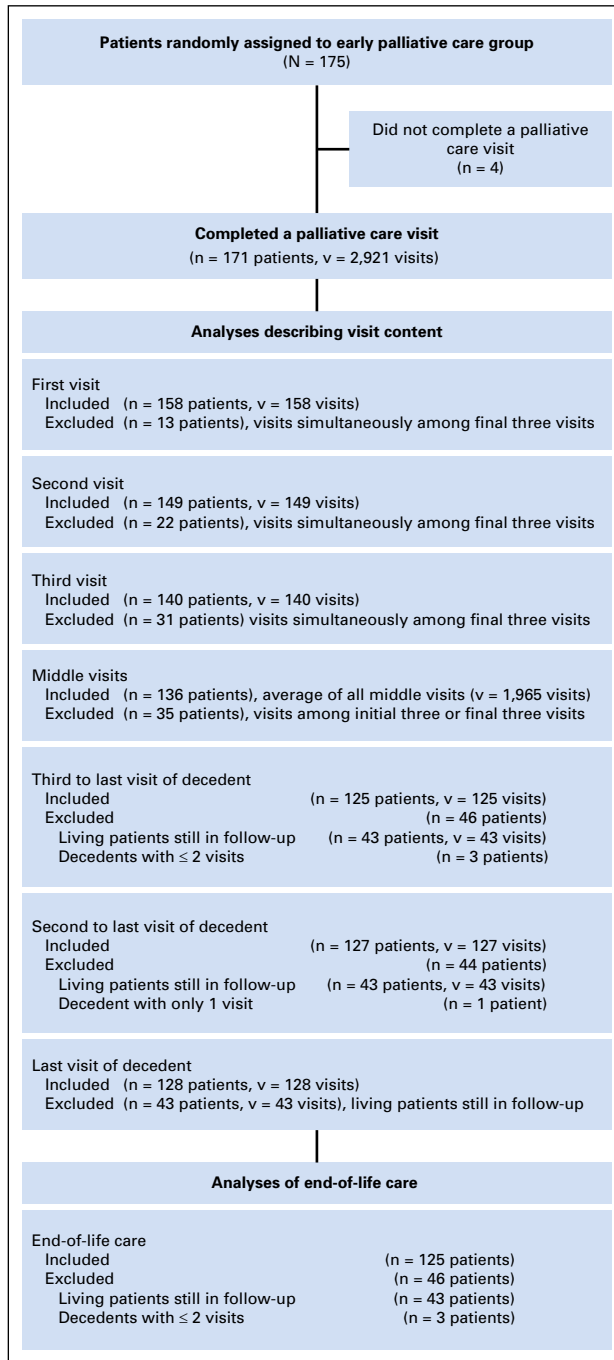 Patients randomly assigned to early palliative care group
(N = 175)
Did not complete a palliative
care visit
(n = 4)
Completed a palliative care visit
(n = 171 patients, v = 2,921 visits)
Analyses describing visit content
First visit
Included (n = 158 patients, v = 158 visits)
Excluded (n = 13 patients), visits simultaneously among final three visits
Second visit
Included (n = 149 patients, v = 149 visits)
Excluded (n = 22 patients), visits simultaneously among final three visits
Third visit
Included (n = 140 patients, v = 140 visits)
Excluded (n = 31 patients) visits simultaneously among final three visits
Middle visits
Included (n = 136 patients), average of all middle visits (v = 1,965 visits)
Excluded (n = 35 patients), visits among initial three or final three visits
Third to last visit of decedent
Included (n = 125 patients, v = 125 visits)
Excluded (n = 46 patients)
Living patients still in follow-up (n = 43 patients, v = 43 visits)
Decedents with ≤ 2 visits (n = 3 patients)
Second to last visit of decedent
Included (n = 127 patients, v = 127 visits)
Excluded (n = 44 patients)
Living patients still in follow-up (n = 43 patients, v = 43 visits)
Decedent with only 1 visit (n = 1 patient)
Last visit of decedent
Included (n = 128 patients, v = 128 visits)
Excluded (n = 43 patients, v = 43 visits), living patients still in follow-up
Analyses of end-of-life care
End-of-life care
Included (n = 125 patients)
Excluded (n = 46 patients)
Living patients still in follow-up (n = 43 patients)
Decedents with ≤ 2 visits (n = 3 patients)